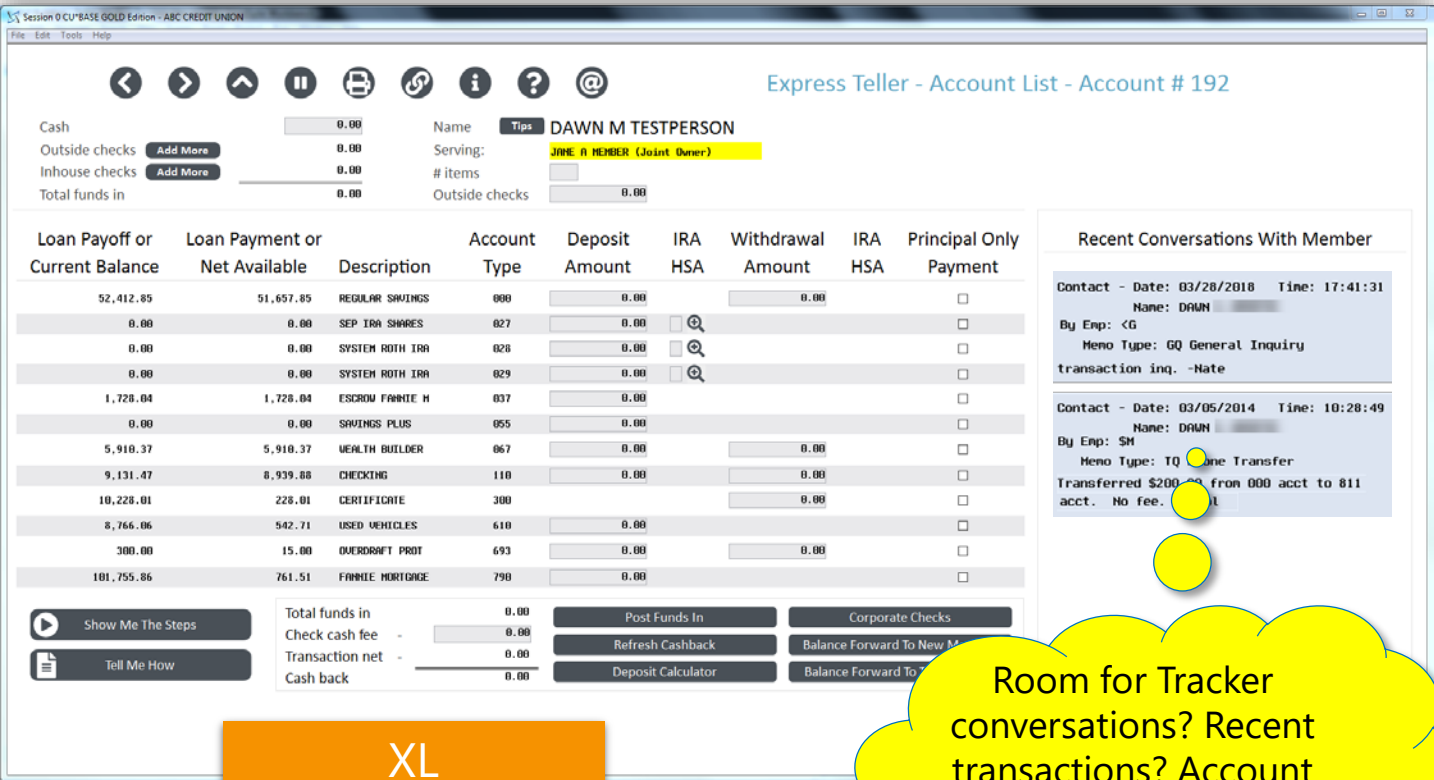 Session 0 CU*BASE GOLD Edition - ABC CREDIT UNION
File Edit Tools Help
Express Teller - Account List - Account # 192
Cash 0.00 Name Tips DAWN M TESTPERSON
Outside checks Add More 0.00 Serving: JANE A MEMBER (Joint Owner)
Inhouse checks Add More 0.00 # items
Total funds in 0.00 Outside checks 0.00
Loan Payoff or Loan Payment or Account Deposit IRA Withdrawal IRA Principal Only
Current Balance Net Available Description Type Amount HSA Amount HSA Payment
52,412.85 51,657.85 REGULAR SAVINGS 000 0.00 0.00
0.00 0.00 SEP IRA SHARES 027 0.00
0.00 0.00 SYSTEM ROTH IRA 028 0.00
0.00 0.00 SYSTEM ROTH IRA 029 0.00
1,728.04 1,728.04 ESCROW FANNIE M 037 0.00
0.00 0.00 SAVINGS PLUS 055 0.00
5,910.37 5,910.37 WEALTH BUILDER 067 0.00 0.00
9,131.47 8,939.88 CHECKING 110 0.00 0.00
10,228.01 228.01 CERTIFICATE 300 0.00
8,766.06 542.71 USED VEHICLES 610 0.00
300.00 15.00 OVERDRAFT PROT 693 0.00 0.00
101,755.86 761.51 FANNIE MORTGAGE 790 0.00
Recent Conversations With Member
Contact - Date: 03/28/2018 Time: 17:41:31
Name: DAWN
By Emp: <G
Memo Type: GQ General Inquiry
transaction inq. -Nate
Contact - Date: 03/05/2014 Time: 10:28:49
Name: DAWN
By Emp: $M
Memo Type: TQ Transfer
Transferred from 000 acct to 811
acct. No fee.
Show Me The Steps
Tell Me How
Total funds in 0.00
Check cash fee - 0.00
Transaction net - 0.00
Cash back 0.00
Post Funds In Corporate Checks
Refresh Cashback Balance Forward To New
Deposit Calculator Balance Forward To
Room for Tracker
conversations? Recent
transactions? Account
XL